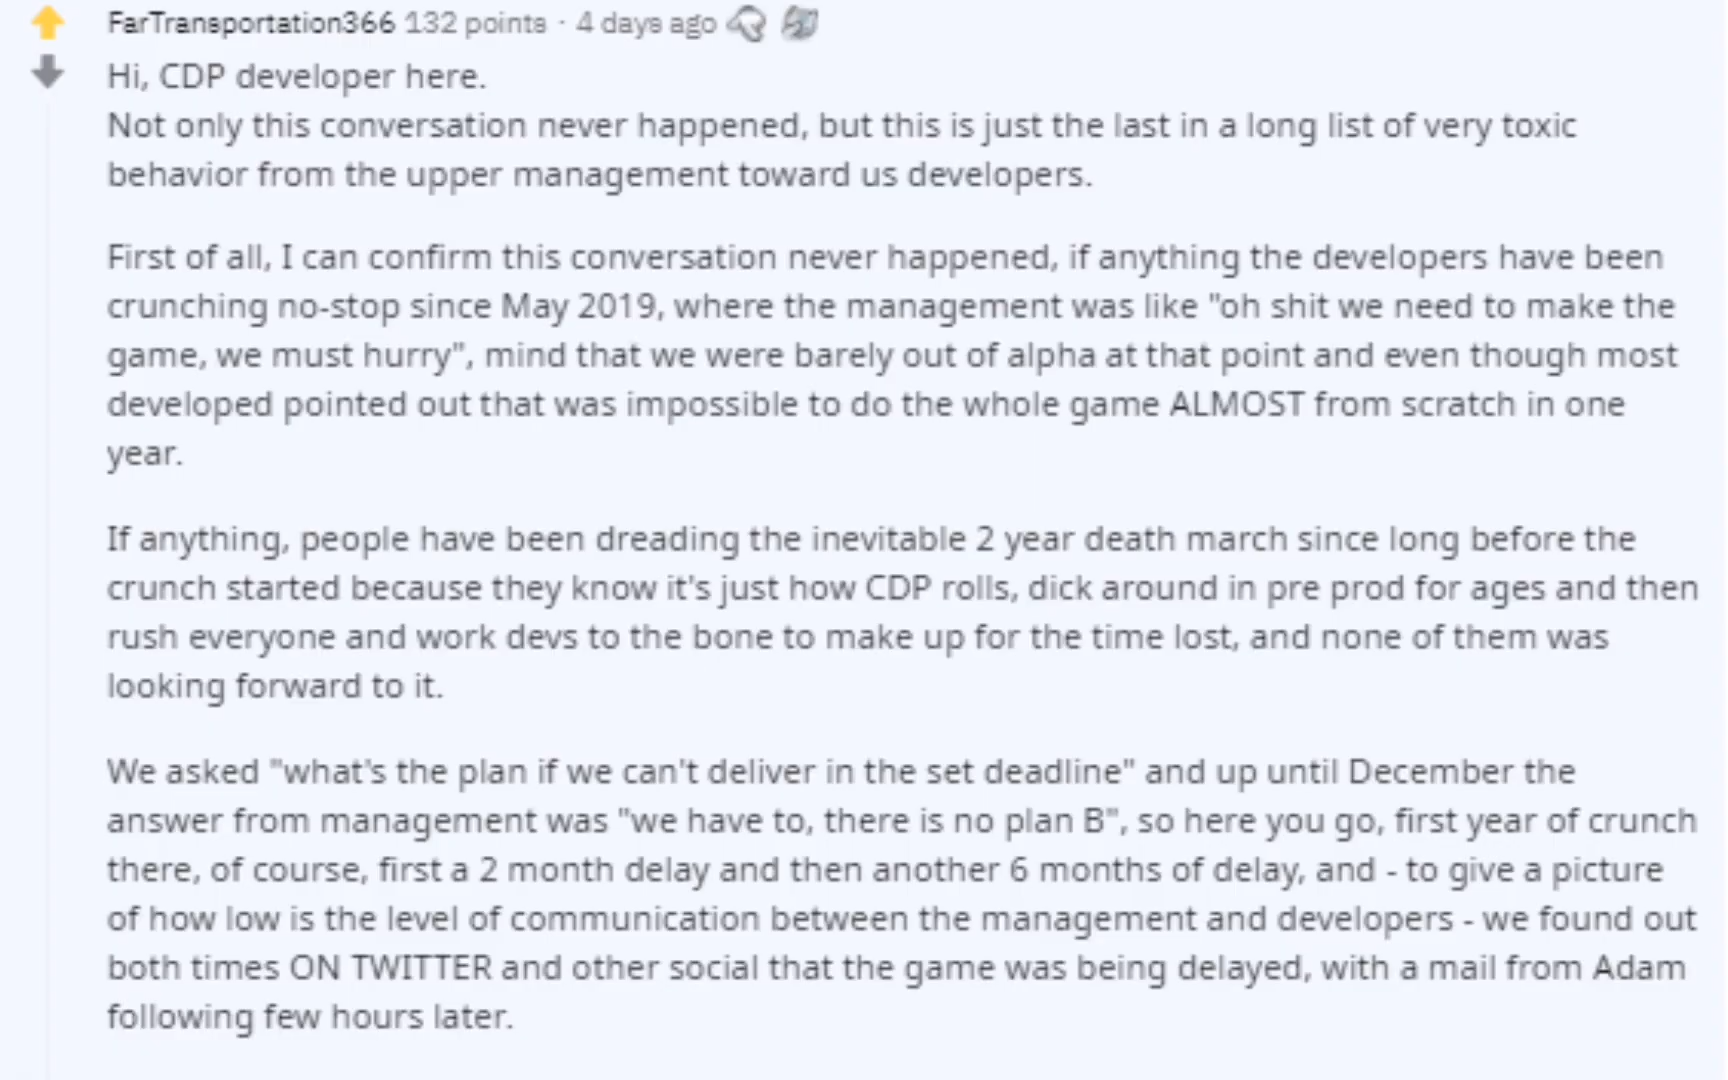 FarTransportation366 132 points · 4 days ago
Hi, CDP developer here.
Not only this conversation never happened, but this is just the last in a long list of very toxic
behavior from the upper management toward us developers.
First of all, I can confirm this conversation never happened, if anything the developers have been
crunching no-stop since May 2019, where the management was like "oh shit we need to make the
game, we must hurry", mind that we were barely out of alpha at that point and even though most
developed pointed out that was impossible to do the whole game ALMOST from scratch in one
year.
If anything, people have been dreading the inevitable 2 year death march since long before the
crunch started because they know it's just how CDP rolls, dick around in pre prod for ages and then
rush everyone and work devs to the bone to make up for the time lost, and none of them was
looking forward to it.
We asked "what's the plan if we can't deliver in the set deadline" and up until December the
answer from management was "we have to, there is no plan B", so here you go, first year of crunch
there, of course, first a 2 month delay and then another 6 months of delay, and - to give a picture
of how low is the level of communication between the management and developers - we found out
both times ON TWITTER and other social that the game was being delayed, with a mail from Adam
following few hours later.